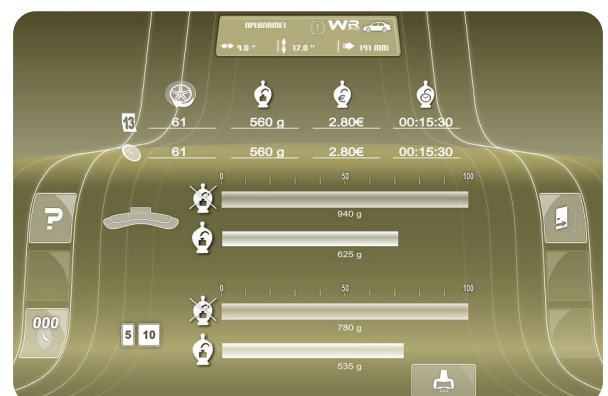 OPERNAME1 WR
9.0 " 17.0 " 191 MM
€
13 61 560 g 2.80€ 00:15:30
61 560 g 2.80€ 00:15:30
0 50 100
940 g
625 g
?
0 50 100
780 g
000
5 10
535 g